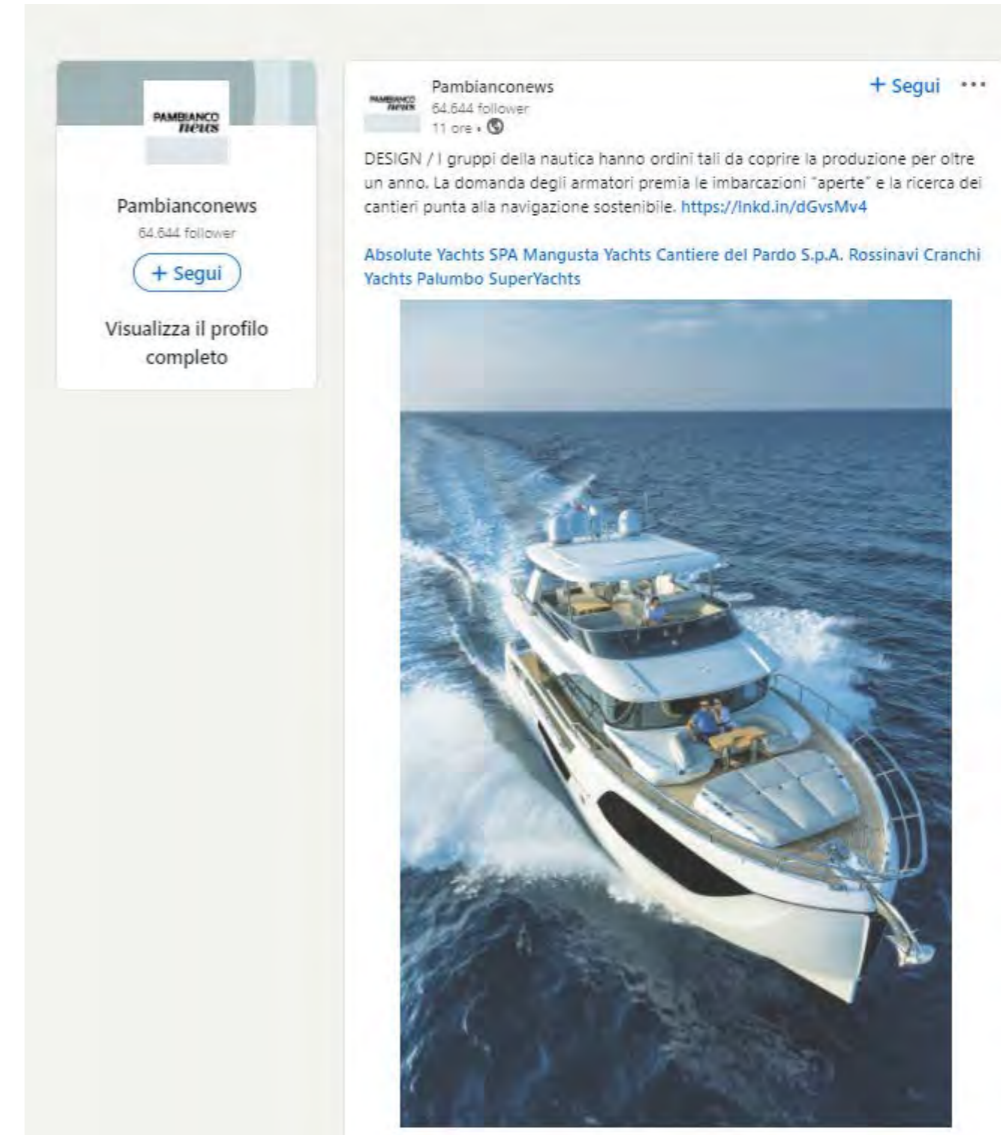 PAMBIANCO
news
Pambianconews
64.644 follower
+ Segui
Visualizza il profilo
completo
PAMBIANCO
news
Pambianconews
64.644 follower
11 ore •
+ Segui •••
DESIGN / I gruppi della nautica hanno ordini tali da coprire la produzione per oltre
un anno. La domanda degli armatori premia le imbarcazioni "aperte" e la ricerca dei
cantieri punta alla navigazione sostenibile. https://lnkd.in/dGvsMv4
Absolute Yachts SPA Mangusta Yachts Cantiere del Pardo S.p.A. Rossinavi Cranchi
Yachts Palumbo SuperYachts